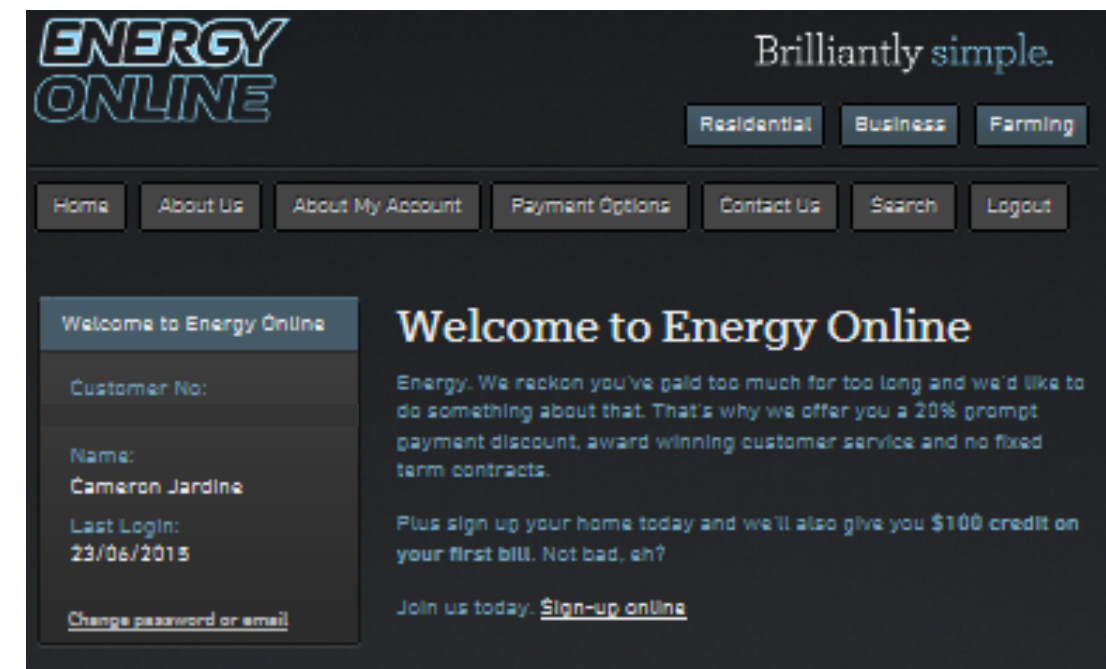 ENERGY
ONLINE
Brilliantly simple.
Residential Business Farming
Home About Us About My Account Payment Options Contact Us Search Logout
Welcome to Energy Online
Customer No:
Name:
Cameron Jardine
Last Login:
23/06/2015
Change password or email
Welcome to Energy Online
Energy. We reckon you've paid too much for too long and we'd like to
do something about that. That's why we offer you a 20% prompt
payment discount, award winning customer service and no fixed
term contracts.
Plus sign up your home today and we'll also give you $100 credit on
your first bill. Not bad, eh?
Join us today. Sign-up online